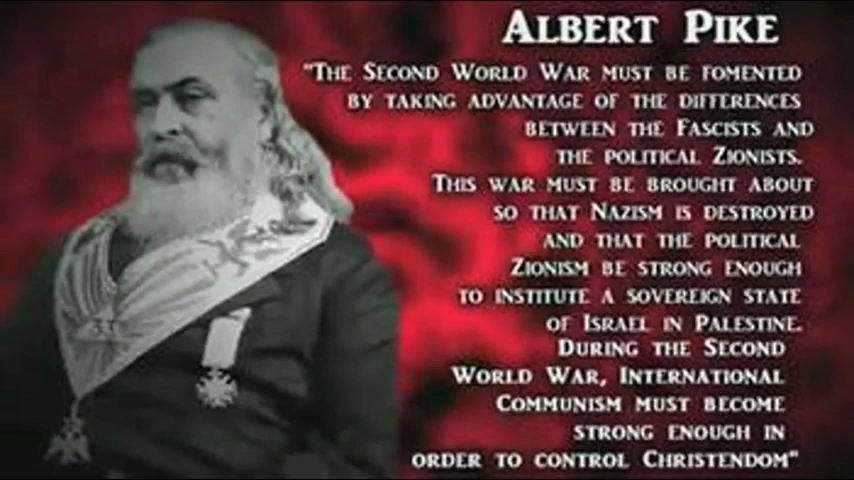 ALBERT PIKE
"THE SECOND WORLD WAR MUST BE FOMENTED
BY TAKING ADVANTAGE OF THE DIFFERENCES
BETWEEN THE FASCISTS AND
THE POLITICAL ZIONISTS.
THIS WAR MUST BE BROUGHT ABOUT
SO THAT NAZISM IS DESTROYED
AND THAT THE POLITICAL
ZIONISM BE STRONG ENOUGH
TO INSTITUTE A SOVEREIGN STATE
OF ISRAEL IN PALESTINE.
DURING THE SECOND
WORLD WAR, INTERNATIONAL
COMMUNISM MUST BECOME
STRONG ENOUGH IN
ORDER TO CONTROL CHRISTENDOM"